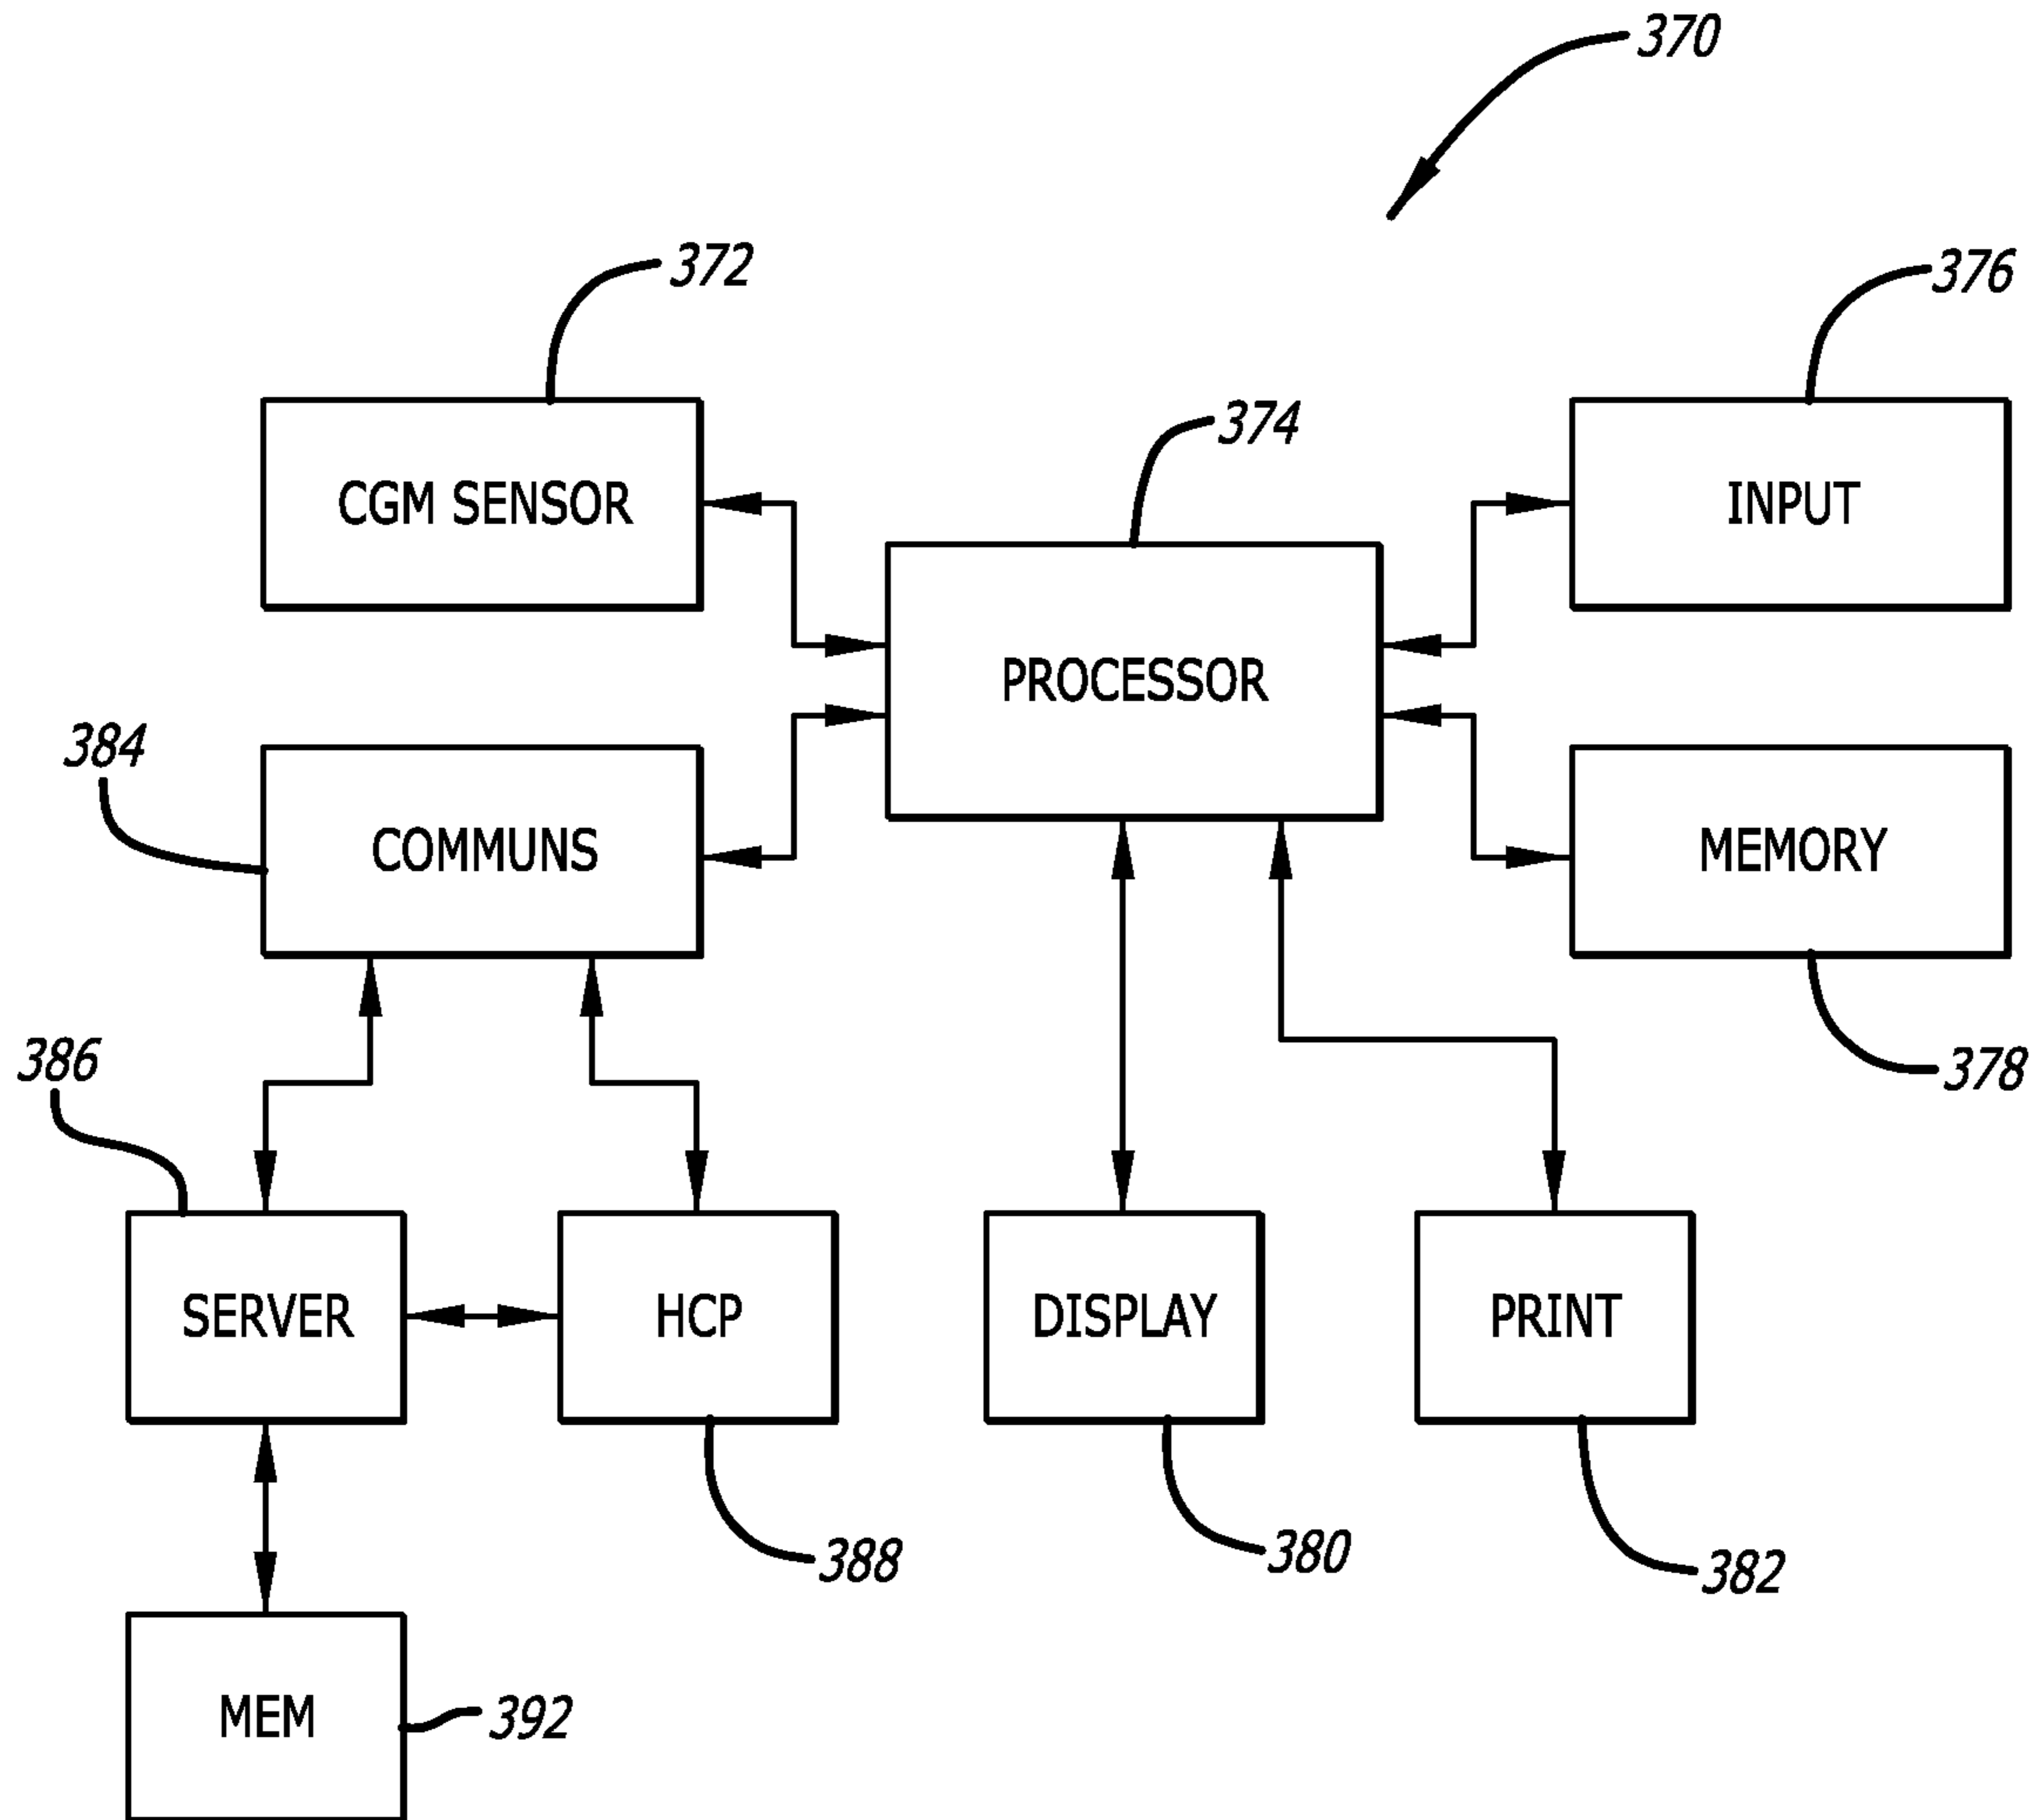 370
372
376
374
CGM SENSOR
INPUT
PROCESSOR
384
COMMUNS
MEMORY
386
378
SERVER
HCP
DISPLAY
PRINT
388
380
382
MEM
392